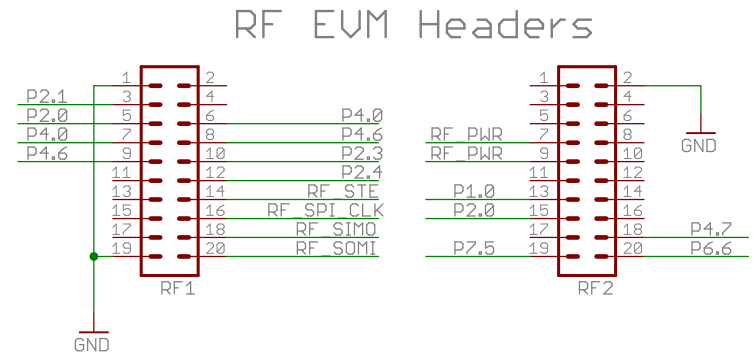 RF EVM Headers
1 2 1 2
P2.1 3 4 3 4
P2.0 5 6 P4.0 5 6
P4.0 7 8 P4.6 RF_PWR 7 8 GND
P4.6 9 10 P2.3 RF_PWR 9 10
11 12 P2.4 11 12
13 14 RF_STE P1.0 13 14
15 16 RF_SPI_CLK P2.0 15 16
17 18 RF_SIMO 17 18 P4.7
19 20 RF_SOMI P7.5 19 20 P6.6
RF1 RF2
GND